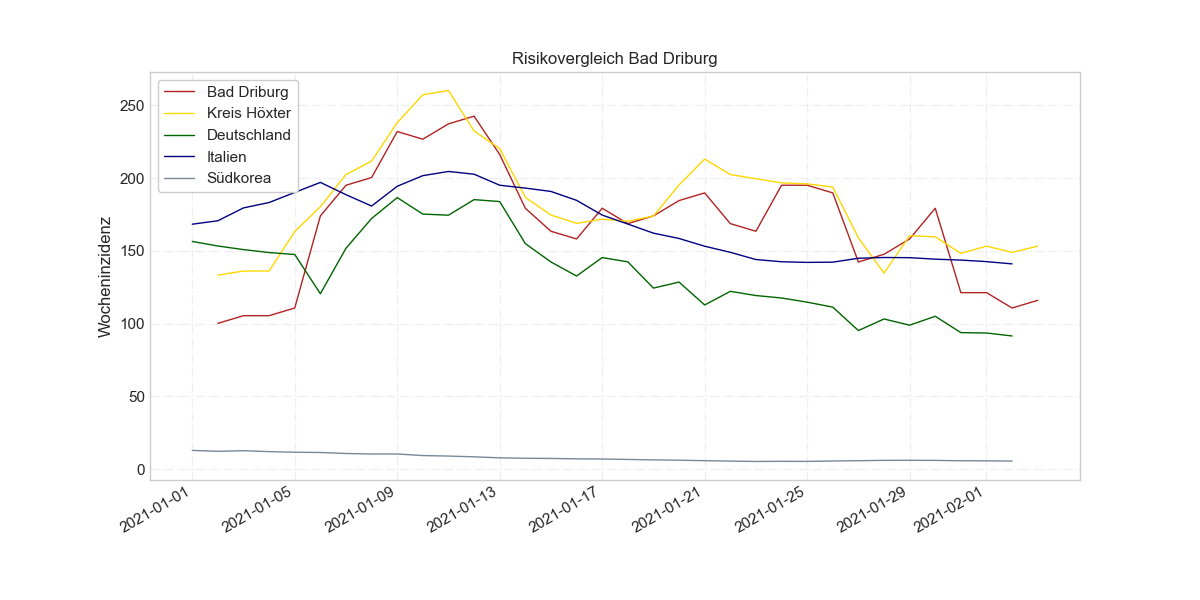 Risikovergleich Bad Driburg
Bad Driburg
Kreis Höxter
Deutschland
Italien
Südkorea
Wocheninzidenz
250
200
150
100
50
0
2021-01-01
2021-01-05
2021-01-09
2021-01-13
2021-01-17
2021-01-21
2021-01-25
2021-01-29
2021-02-01